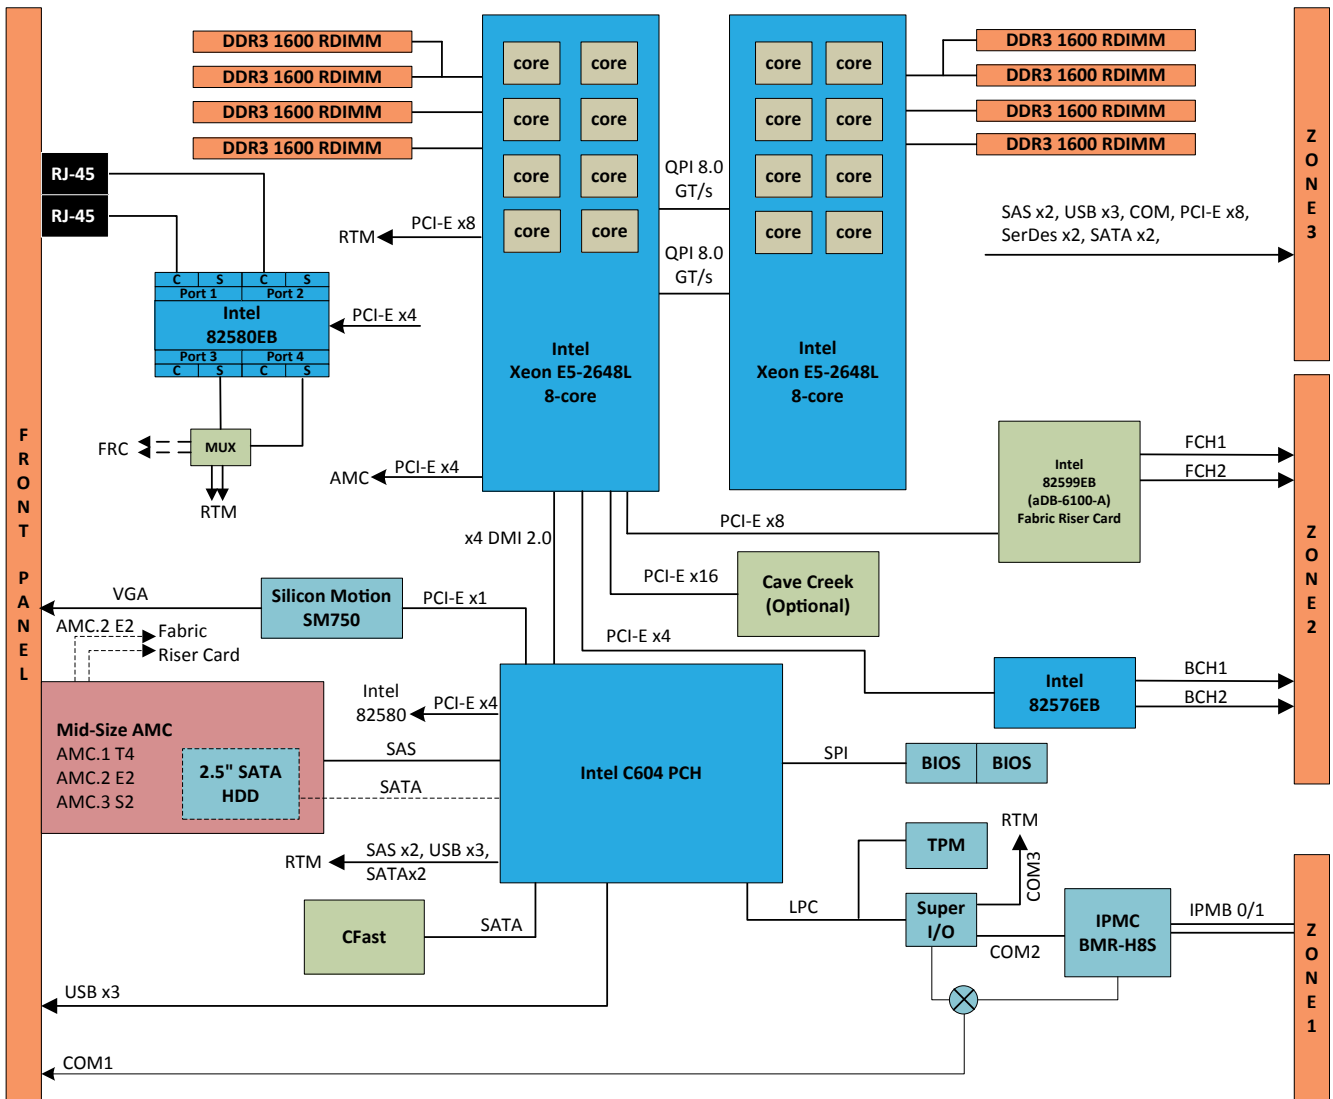 FRONT PANEL
DDR3 1600 RDIMM
DDR3 1600 RDIMM
DDR3 1600 RDIMM
DDR3 1600 RDIMM
core core
core core
core core
core core
Intel
Xeon E5-2648L
8-core
QPI 8.0
GT/s
QPI 8.0
GT/s
core core
core core
core core
core core
Intel
Xeon E5-2648L
8-core
DDR3 1600 RDIMM
DDR3 1600 RDIMM
DDR3 1600 RDIMM
DDR3 1600 RDIMM
ZONE3
SAS x2, USB x3, COM, PCI-E x8,
SerDes x2, SATA x2,
RJ-45
RJ-45
RTM
PCI-E x8
C S C S
Port 1 Port 2
Intel
82580EB
Port 3 Port 4
C S C S
PCI-E x4
MUX
FRC
RTM
AMC
PCI-E x4
x4 DMI 2.0
PCI-E x8
Intel
82599EB
(aDB-6100-A)
Fabric Riser Card
FCH1
FCH2
ZONE2
PCI-E x16
Cave Creek
(Optional)
PCI-E x4
Intel
82576EB
BCH1
BCH2
VGA
Silicon Motion
SM750
PCI-E x1
AMC.2 E2
Fabric
Riser Card
Intel
82580
PCI-E x4
Mid-Size AMC
AMC.1 T4
AMC.2 E2
AMC.3 S2
2.5" SATA
HDD
SAS
SATA
Intel C604 PCH
SPI
BIOS BIOS
RTM
SAS x2, USB x3,
SATAx2
CFast
SATA
LPC
TPM
Super
I/O
RTM
COM3
COM2
IPMC
BMR-H8S
IPMB 0/1
ZONE1
USB x3
COM1